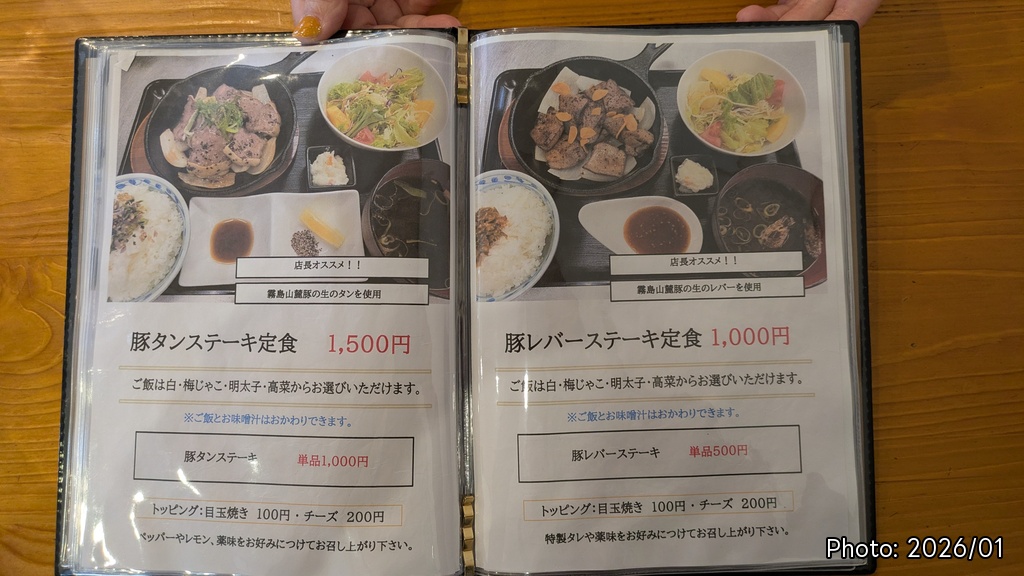 店長オススメ！！
霧島山麓豚の生のタンを使用
豚タンステーキ定食 1,500円
ご飯は白・梅じゃこ・明太子・高菜からお選びいただけます。
※ご飯とお味噌汁はおかわりできます。
豚タンステーキ 単品1,000円
トッピング：目玉焼き 100円・チーズ 200円
ペッパーやレモン、薬味をお好みにつけてお召し上がり下さい。
店長オススメ！！
霧島山麓豚の生のレバーを使用
豚レバーステーキ定食 1,000円
ご飯は白・梅じゃこ・明太子・高菜からお選びいただけます。
※ご飯とお味噌汁はおかわりできます。
豚レバーステーキ 単品500円
トッピング：目玉焼き 100円・チーズ 200円
特製タレや薬味をお好みにつけてお召し上がり下さい。
Photo: 2026/01